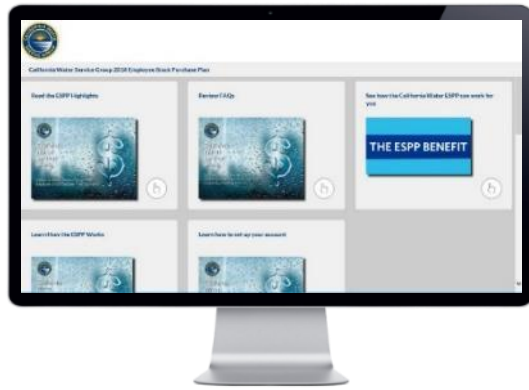 California Water Service Group 2018 Employee Stock Purchase Plan
Read the ESPP Highlights
Review FAQs
See how the California Water ESPP can work for
you
THE ESPP BENEFIT
Learn How the ESPP Works
Learn how to set up your account